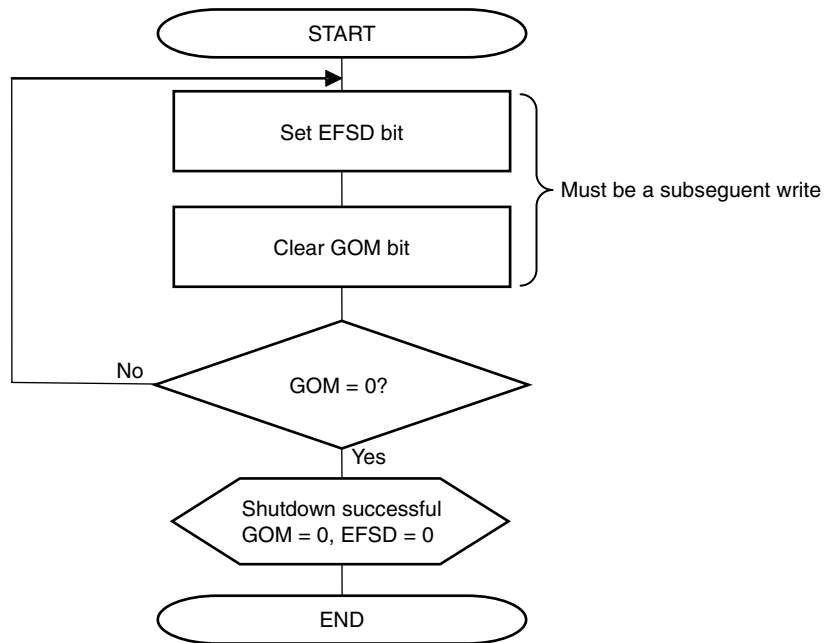 START
Set EFSD bit
Must be a subseguent write
Clear GOM bit
No
GOM = 0?
Yes
Shutdown successful
GOM = 0, EFSD = 0
END